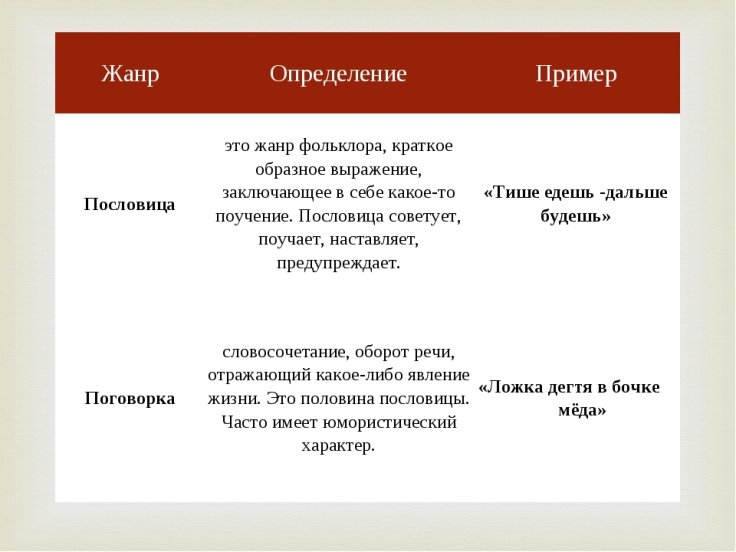 Жанр Определение Пример
это жанр фольклора, краткое
образное выражение,
заключающее в себе какое-то
поучение. Пословица советует,
поучает, наставляет,
предупреждает.
Пословица
«Тише едешь -дальше
будешь»
словосочетание, оборот речи,
отражающий какое-либо явление
жизни. Это половина пословицы.
Часто имеет юмористический
характер.
Поговорка
«Ложка дегтя в бочке
мёда»